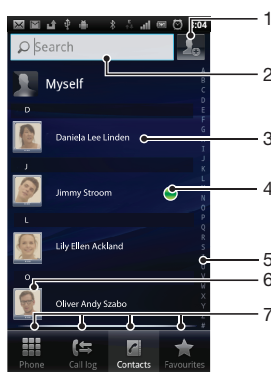 :04
1
Search
2
Myself
A
B
C
D
E
F
G
I
J
K
L
N
O
P
Q
R
S
U
V
W
X
Y
Z
#
D
Daniela Lee Linden
3
J
Jimmy Stroom
4
L
Lily Ellen Ackland
5
O
6
Oliver Andy Szabo
7
Phone
Call log
Contacts
Favourites